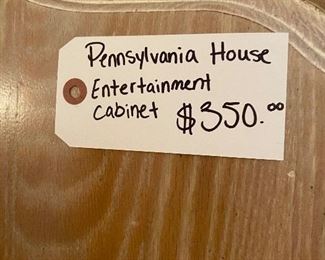 Pennsylvania House
Entertainment
Cabinet $350.00